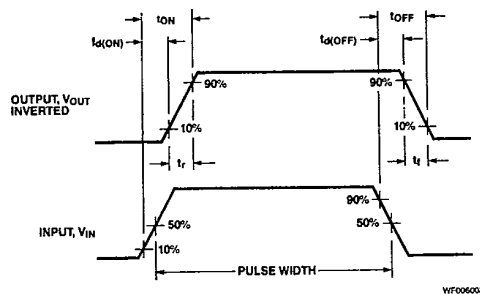 tON
tOFF
td(ON)
td(OFF)
90%
90%
OUTPUT, VOUT
INVERTED
10%
10%
tr
tf
90%
50%
50%
INPUT, VIN
10%
PULSE WIDTH